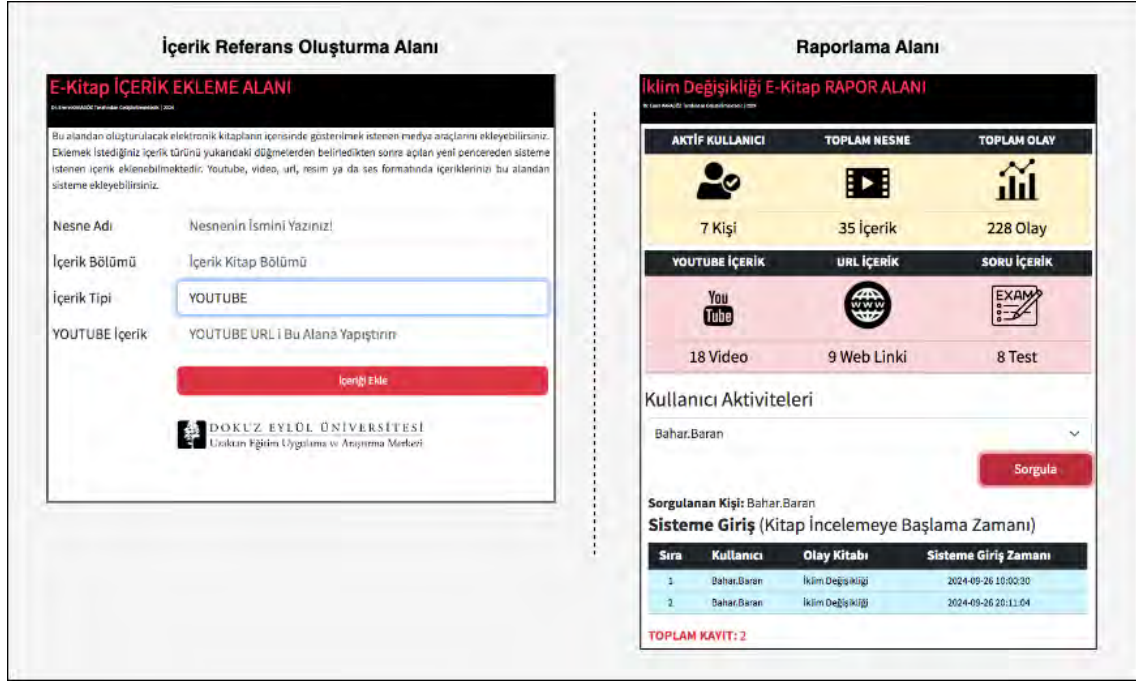 İçerik Referans Oluşturma Alanı
E-Kitap İÇERİK EKLEME ALANI
Tarafından Geliştirilmektedir. | 2024
Bu alandan oluşturulacak elektronik kitapların içerisinde gösterilmek istenen medya araçlarını ekleyebilirsiniz.
Eklemek İstediğiniz içerik türünü yukarıdaki düğmelerden belirledikten sonra açılan yeni pencereden sisteme
istenen içerik eklenebilmektedir. Youtube, video, url, resim ya da ses formatında içeriklerinizi bu alandan
sisteme ekleyebilirsiniz.
Nesne Adı
Nesnenin İsmini Yazınız!
İçerik Bölümü
İçerik Kitap Bölümü
İçerik Tipi
YOUTUBE
YOUTUBE İçerik
YOUTUBE URL i Bu Alana Yapıştırın
İçeriği Ekle
DOKUZ EYLÜL ÜNİVERSİTESİ
Uzaktan Eğitim Uygulama ve Araştırma Merkezi
Raporlama Alanı
İklim Değişikliği E-Kitap RAPOR ALANI
AKTİF KULLANICI TOPLAM NESNE TOPLAM OLAY
7 Kişi 35 İçerik 228 Olay
YOUTUBE İÇERİK URL İÇERİK SORU İÇERİK
You
Tube
WWW
EXAM
18 Video 9 Web Linki 8 Test
Kullanıcı Aktiviteleri
Bahar.Baran
Sorgula
Sorgulanan Kişi: Bahar.Baran
Sisteme Giriş (Kitap İncelemeye Başlama Zamanı)
Sıra Kullanıcı Olay Kitabı Sisteme Giriş Zamanı
1 Bahar.Baran İklim Değişikliği 2024-09-26 10:00:30
2 Bahar.Baran İklim Değişikliği 2024-09-26 20:11:04
TOPLAM KAYIT: 2